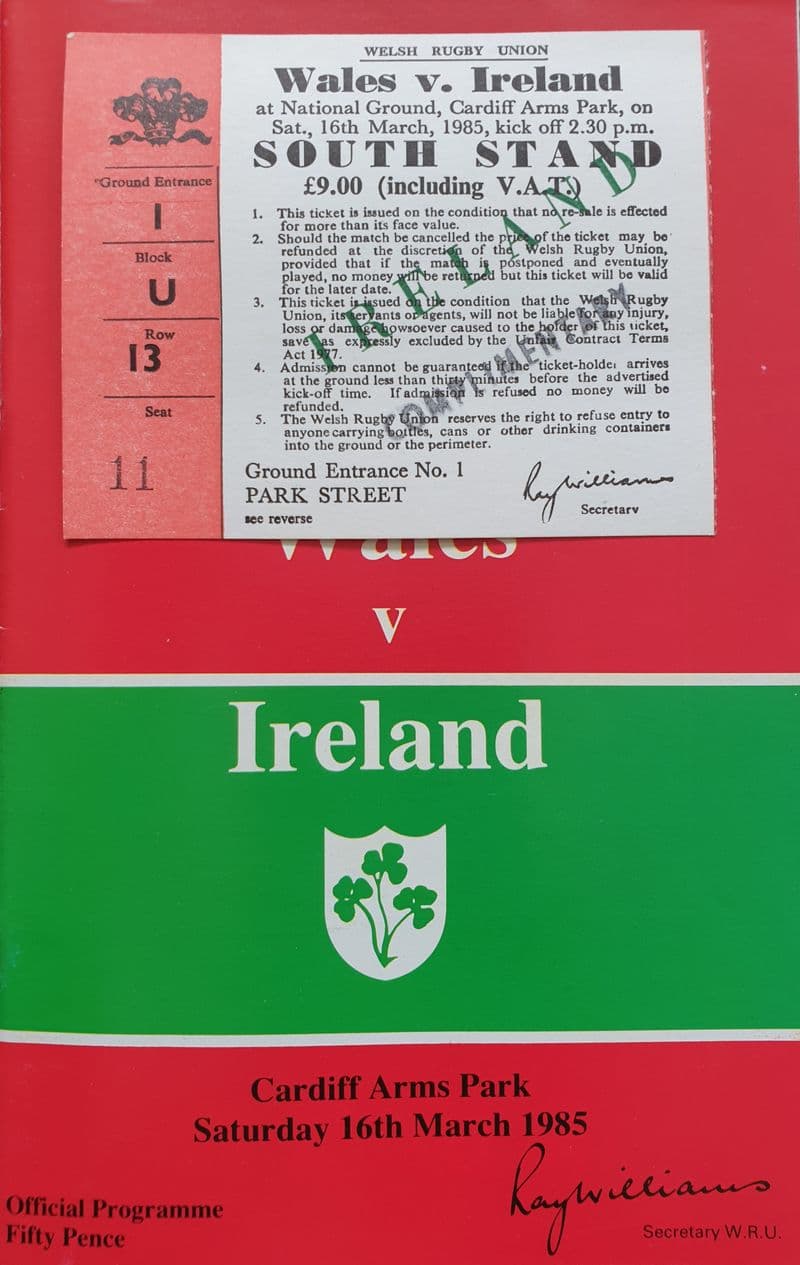 WELSH RUGBY UNION
Wales v. Ireland
at National Ground, Cardiff Arms Park, on
Sat., 16th March, 1985, kick off 2.30 p.m.
SOUTH STAND
£9.00 (including V.A.T.)
1. This ticket is issued on the condition that no re-sale is effected
for more than its face value.
2. Should the match be cancelled the price of the ticket may be
refunded at the discretion of the Welsh Rugby Union,
provided that if the match is postponed and eventually
played, no money will be returned but this ticket will be valid
for the later date.
3. This ticket is issued on the condition that the Welsh Rugby
Union, its servants or agents, will not be liable for any injury,
loss or damage howsoever caused to the holder of this ticket,
save as expressly excluded by the Unfair Contract Terms
Act 1977.
4. Admission cannot be guaranteed if the ticket-holder arrives
at the ground less than thirty minutes before the advertised
kick-off time. If admission is refused no money will be
refunded.
5. The Welsh Rugby Union reserves the right to refuse entry to
anyone carrying bottles, cans or other drinking containers
into the ground or the perimeter.
Ground Entrance No. 1
PARK STREET
see reverse
Ray Williams
Secretary
IRELAND
COMPLIMENTARY
Ground Entrance
1
Block
U
Row
13
Seat
11
Wales
v
Ireland
Cardiff Arms Park
Saturday 16th March 1985
Ray Williams
Secretary W.R.U.
Official Programme
Fifty Pence